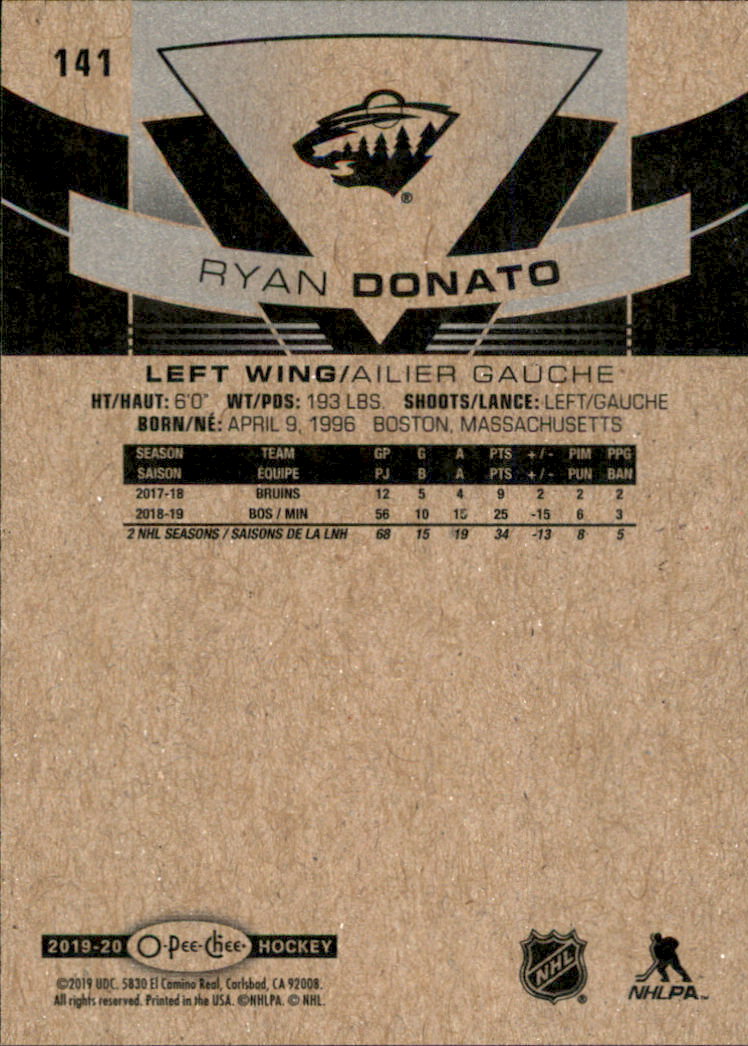 141
®
RYAN DONATO
LEFT WING/AILIER GAUCHE
HT/HAUT: 6'0" WT/PDS: 193 LBS. SHOOTS/LANCE: LEFT/GAUCHE
BORN/NÉ: APRIL 9, 1996 BOSTON, MASSACHUSETTS
SEASON TEAM GP G A PTS +/- PIM PPG
SAISON ÉQUIPE PJ B A PTS +/- PUN BAN
2017-18 BRUINS 12 5 4 9 2 2 2
2018-19 BOS / MIN 56 10 15 25 -15 6 3
2 NHL SEASONS / SAISONS DE LA LNH 68 15 19 34 -13 8 5
2019-20 O-Pee-Chee HOCKEY
©2019 UDC. 5830 El Camino Real, Carlsbad, CA 92008.
All rights reserved. Printed in the USA. ©NHLPA. © NHL.
NHL ®
NHLPA™